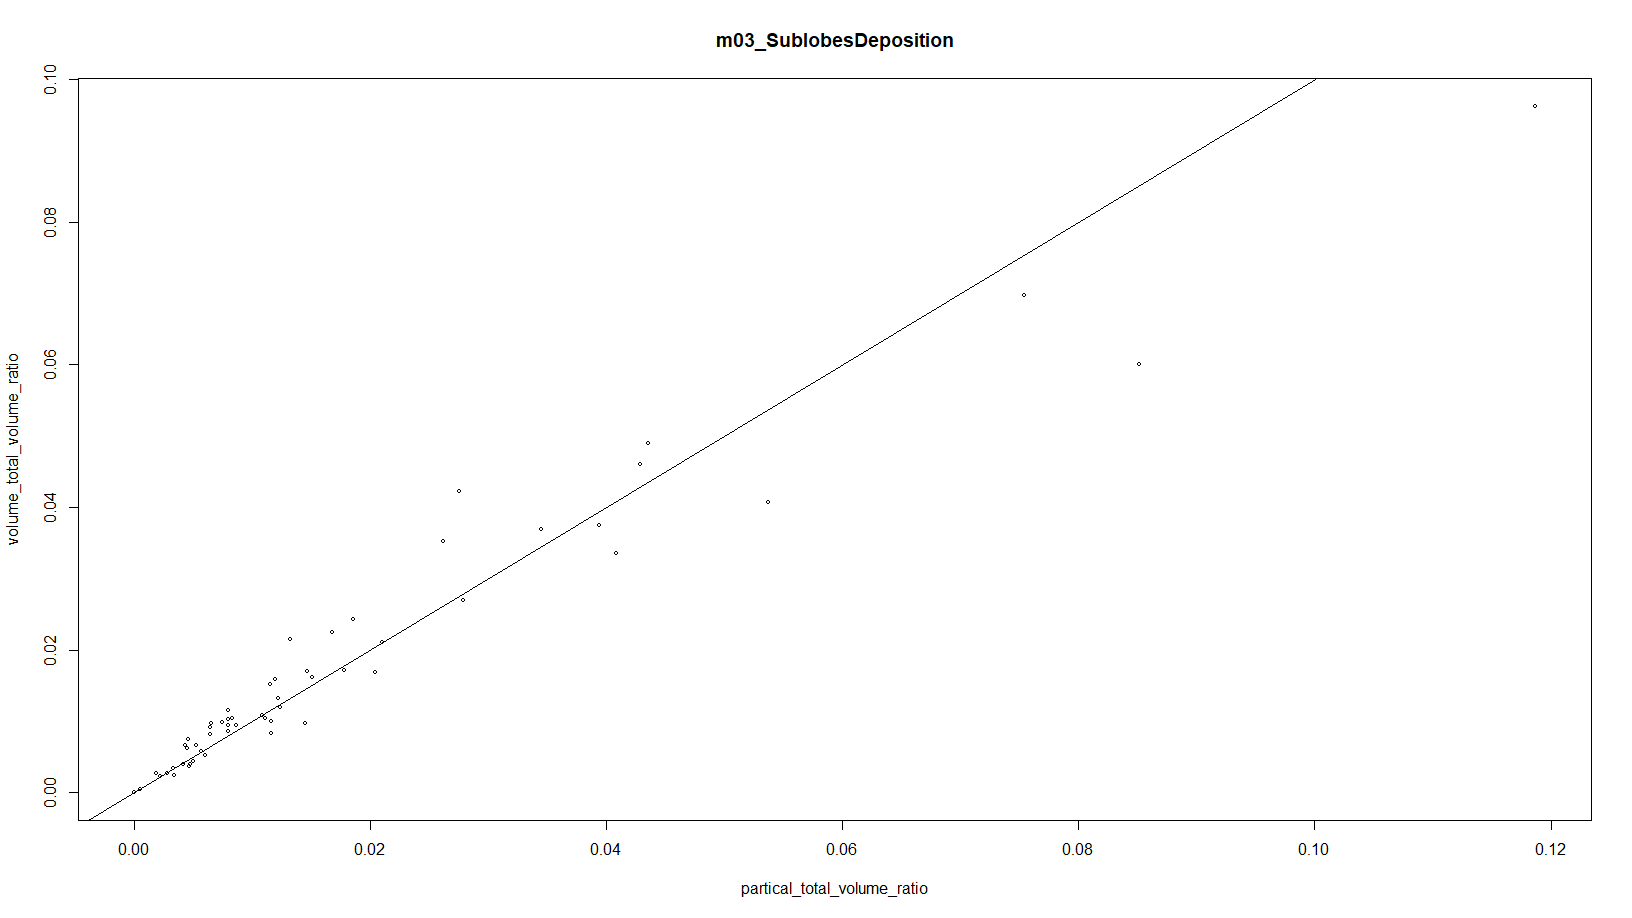 m03_SublobesDeposition
0.10
0.08
0.06
0.04
0.02
0.00
volume_total_volume_ratio
0.00 0.02 0.04 0.06 0.08 0.10 0.12
partical_total_volume_ratio